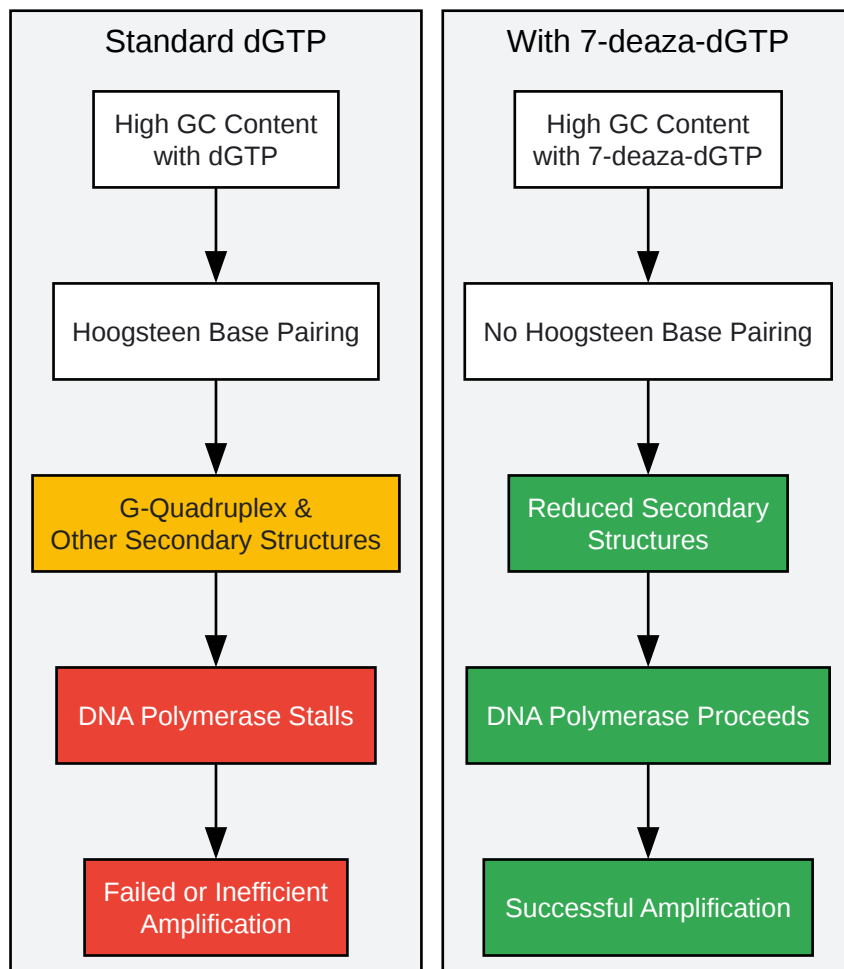 Standard dGTP
High GC Content
with dGTP
Hoogsteen Base Pairing
G-Quadruplex &
Other Secondary Structures
DNA Polymerase Stalls
Failed or Inefficient
Amplification
With 7-deaza-dGTP
High GC Content
with 7-deaza-dGTP
No Hoogsteen Base Pairing
Reduced Secondary
Structures
DNA Polymerase Proceeds
Successful Amplification